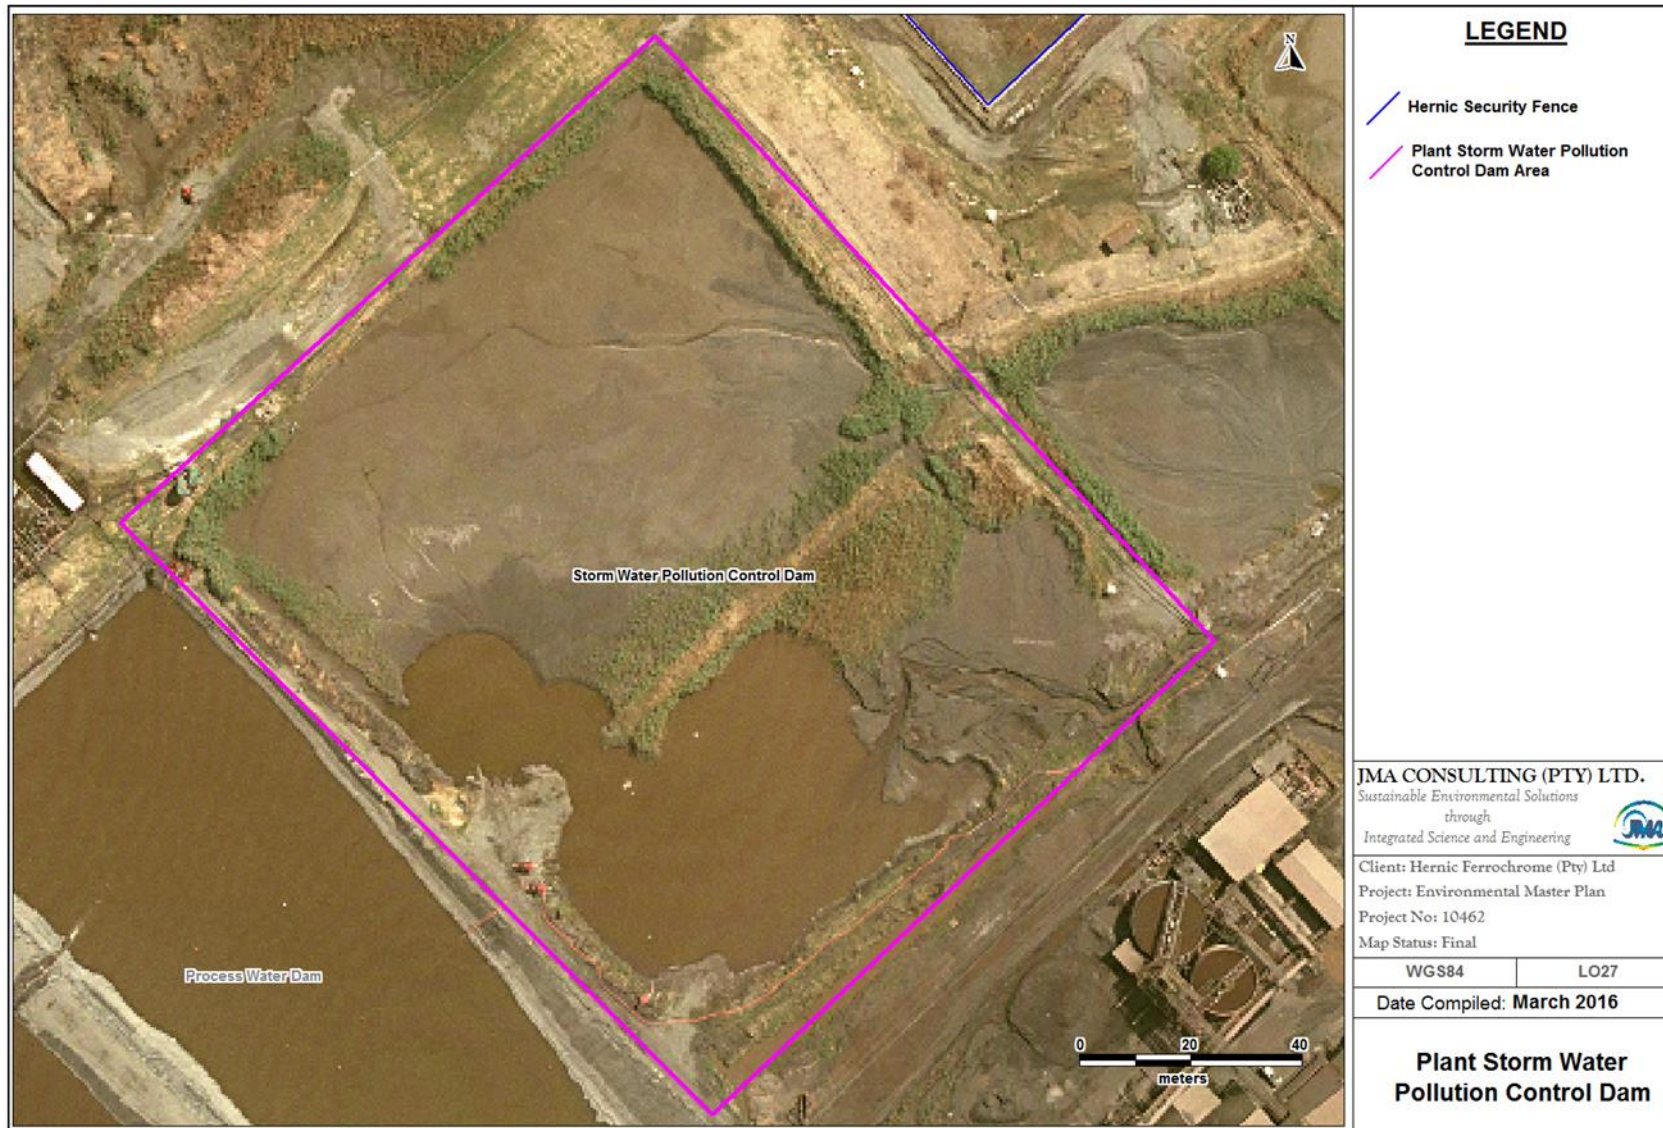 LEGEND
Hernic Security Fence
Plant Storm Water Pollution
Control Dam Area
N
Storm Water Pollution Control Dam
Process Water Dam
0 20 40
meters
JMA CONSULTING (PTY) LTD.
Sustainable Environmental Solutions
through
Integrated Science and Engineering
JMA
Client: Hernic Ferrochrome (Pty) Ltd
Project: Environmental Master Plan
Project No: 10462
Map Status: Final
WGS84 LO27
Date Compiled: March 2016
Plant Storm Water
Pollution Control Dam